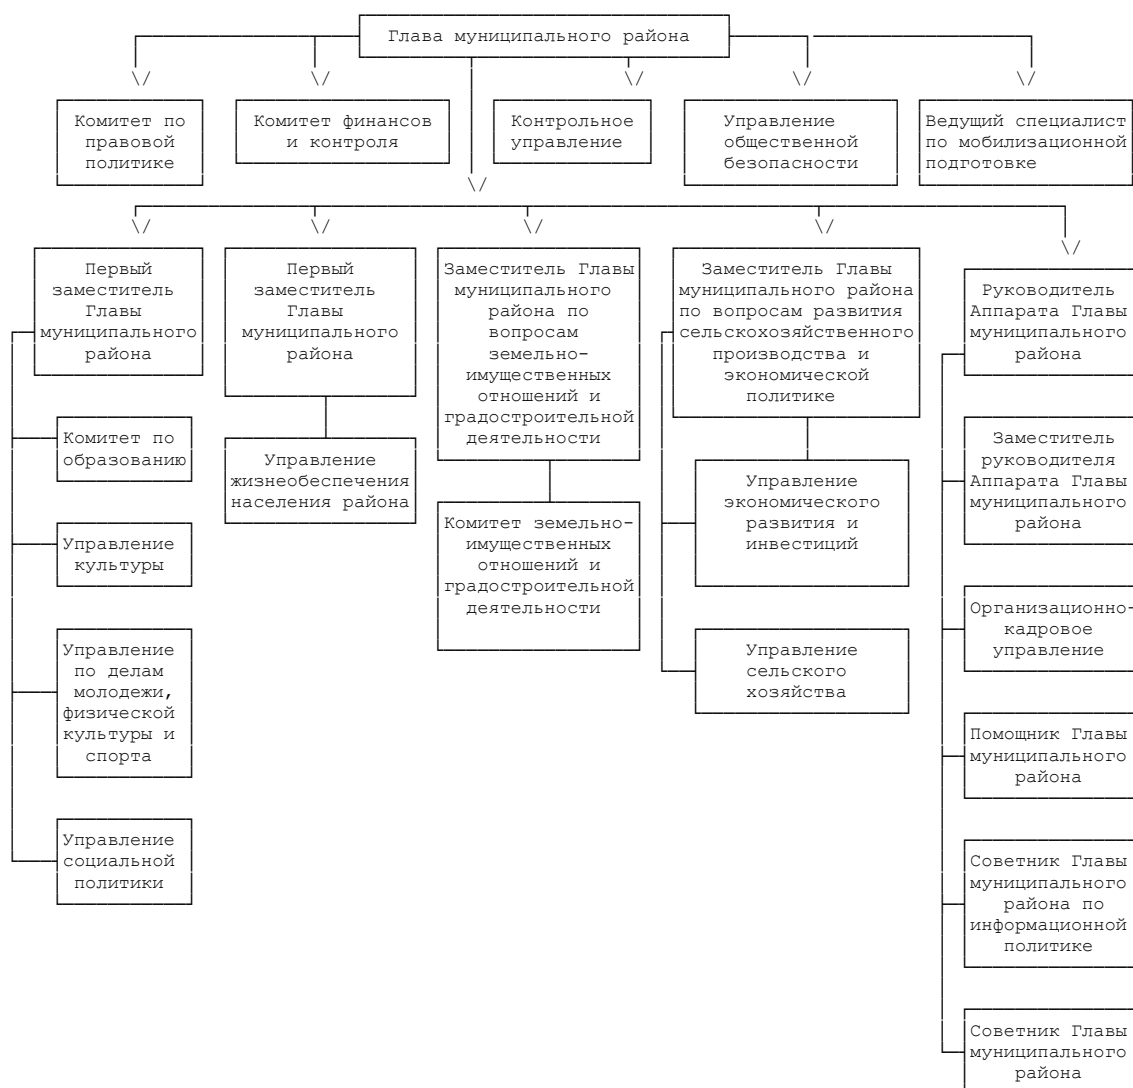 Глава муниципального района
Комитет по
правовой
политике
Комитет финансов
и контроля
Контрольное
управление
Управление
общественной
безопасности
Ведущий специалист
по мобилизационной
подготовке
Первый
заместитель
Главы
муниципального
района
Первый
заместитель
Главы
муниципального
района
Заместитель Главы
муниципального
района по
вопросам
земельно-
имущественных
отношений и
градостроительной
деятельности
Заместитель Главы
муниципального района
по вопросам развития
сельскохозяйственного
производства и
экономической
политике
Руководитель
Аппарата Главы
муниципального
района
Комитет по
образованию
Управление
культуры
Управление
по делам
молодежи,
физической
культуры и
спорта
Управление
социальной
политики
Управление
жизнеобеспечения
населения района
Комитет земельно-
имущественных
отношений и
градостроительной
деятельности
Управление
экономического
развития и
инвестиций
Управление
сельского
хозяйства
Заместитель
руководителя
Аппарата Главы
муниципального
района
Организационно-
кадровое
управление
Помощник Главы
муниципального
района
Советник Главы
муниципального
района по
информационной
политике
Советник Главы
муниципального
района